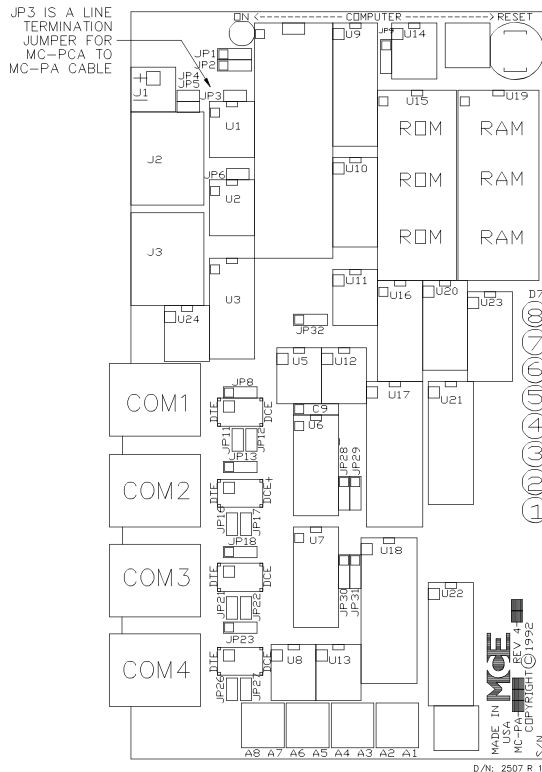 JP3 IS A LINE
TERMINATION
JUMPER FOR
MC-PCA TO
MC-PA CABLE
ON <---- COMPUTER ----> RESET
JP1
JP2
JP4
JP5
JP3
J1
J2
J3
U1
JP6
U2
U3
U24
U9
JP9
U14
U15
ROM
ROM
ROM
U19
RAM
RAM
RAM
U10
U11
JP32
U16
U20
U23
D7
8
7
6
5
4
3
2
1
U5
U12
C9
U6
U17
U21
JP28
JP29
U7
JP30
JP31
U18
U22
U8
U13
COM1
JP8
DTE
DCE
JP11
JP12
JP13
COM2
DTE
DCE+
JP16
JP17
JP18
COM3
DTE
DCE
JP21
JP22
JP23
COM4
DTE
DCE
JP26
JP27
A8 A7 A6 A5 A4 A3 A2 A1
MADE IN
USA
MCE
MC-PA- REV 4-
COPYRIGHT © 1992
S/N
D/N: 2507 R 1